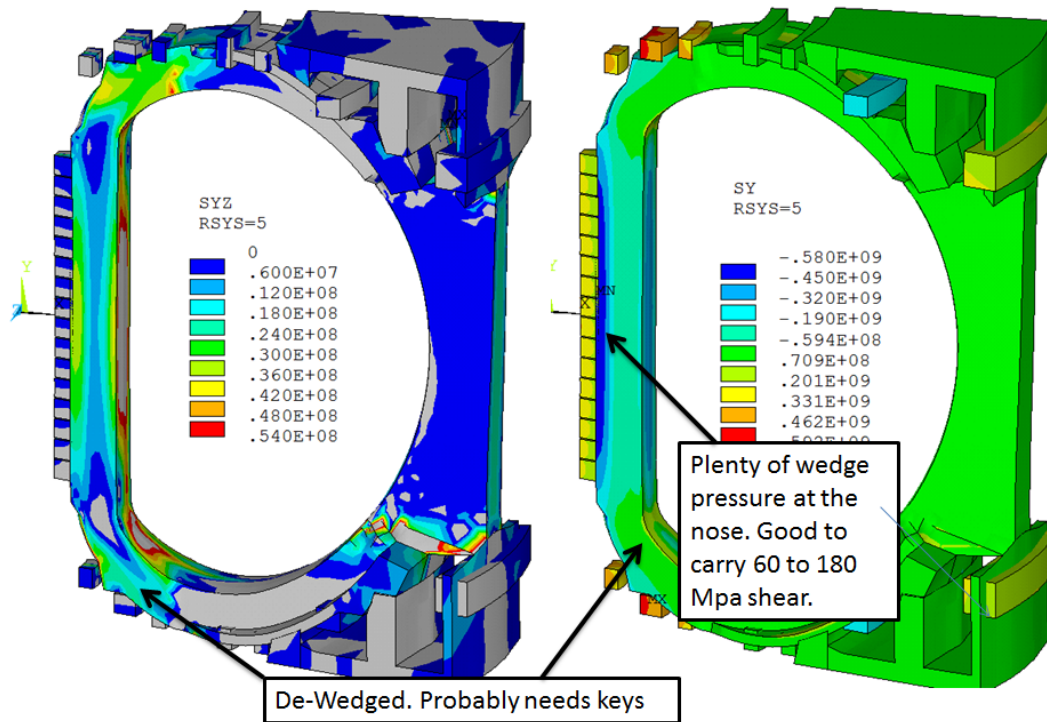 SYZ
RSYS=5
0
.600E+07
.120E+08
.180E+08
.240E+08
.300E+08
.360E+08
.420E+08
.480E+08
.540E+08
Y
Z
X
SY
RSYS=5
-.580E+09
-.450E+09
-.320E+09
-.190E+09
-.594E+08
.709E+08
.201E+09
.331E+09
.462E+09
Y
X
MN
MX
Plenty of wedge
pressure at the
nose. Good to
carry 60 to 180
Mpa shear.
De-Wedged. Probably needs keys